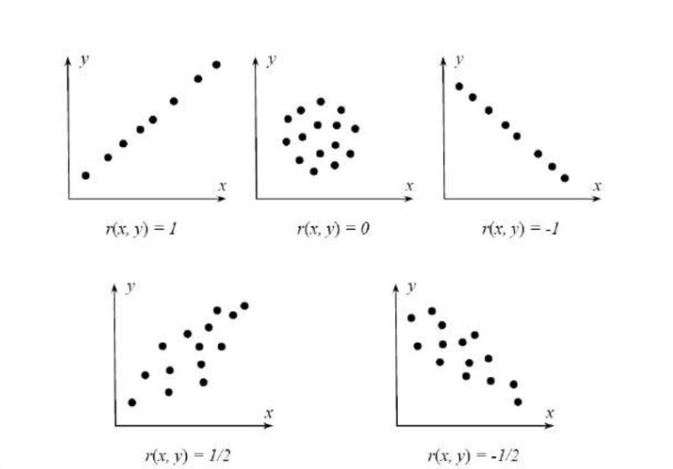 y
x
r(x, y) = 1
y
x
r(x, y) = 0
y
x
r(x, y) = -1
y
x
r(x, y) = 1/2
y
x
r(x, y) = -1/2